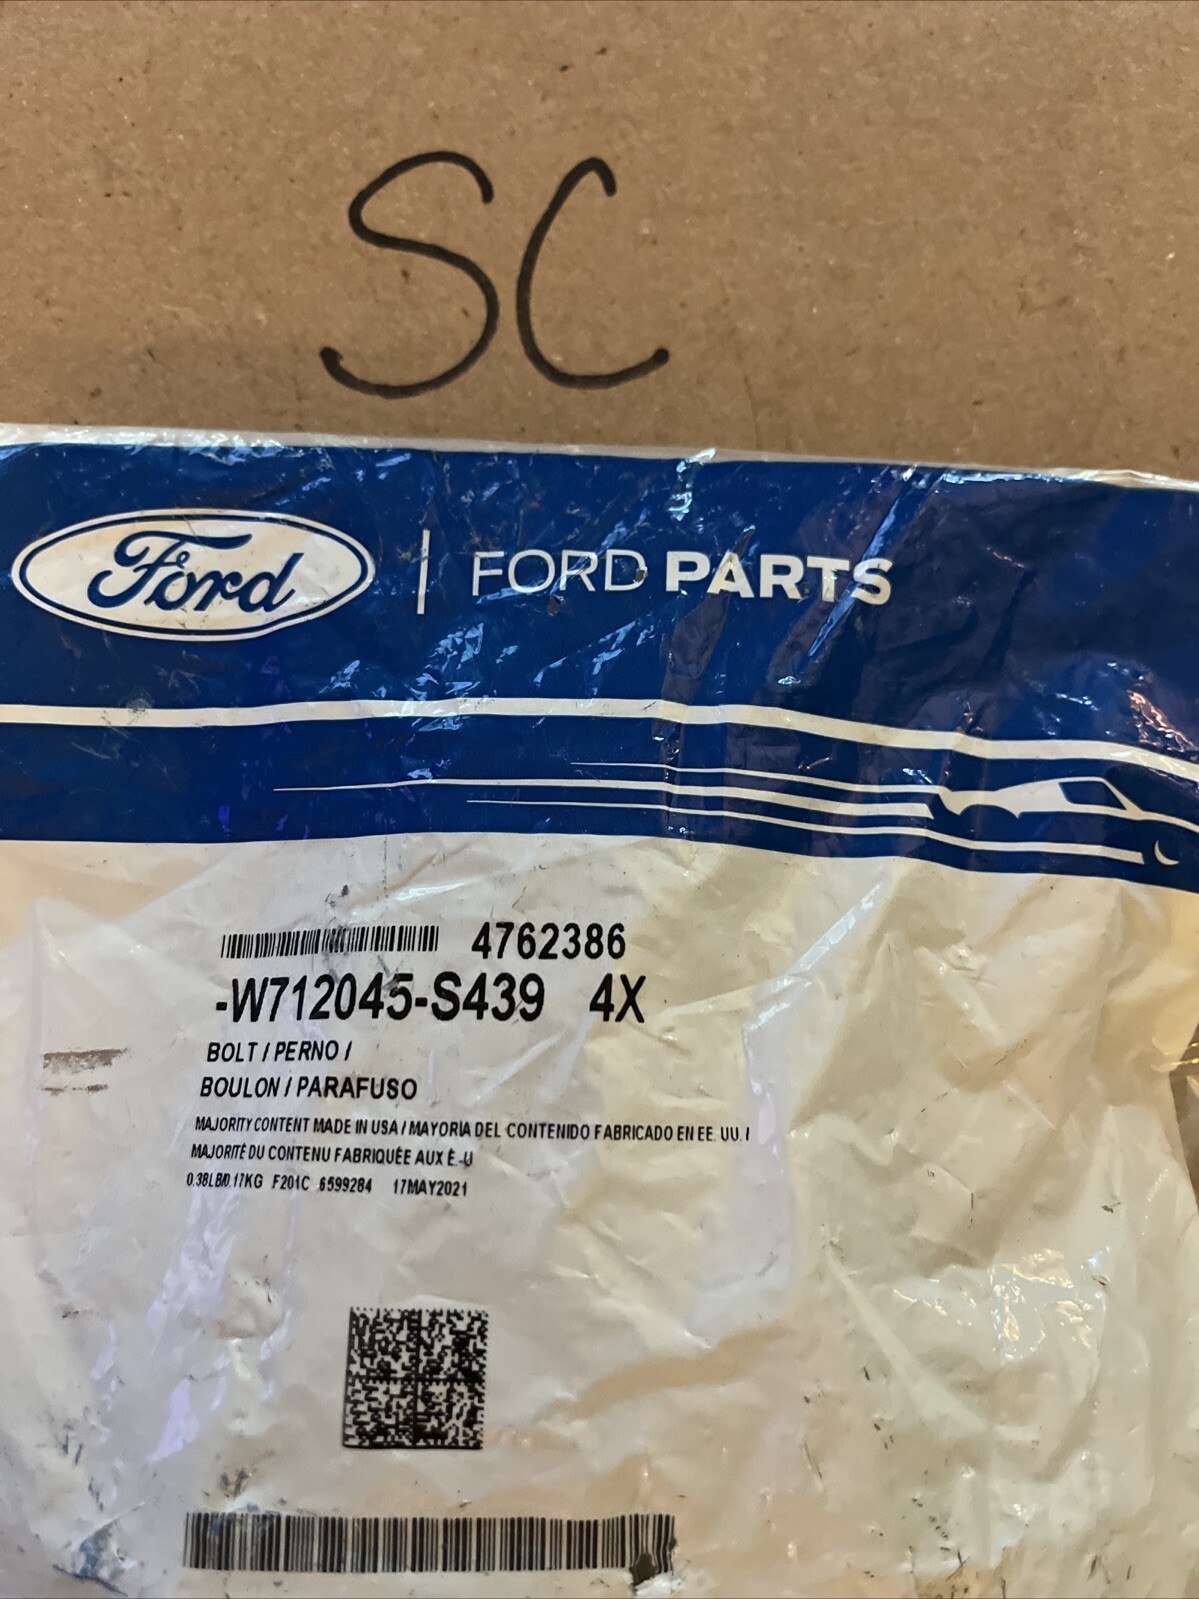 SC
Ford | FORD PARTS
4762386
-W712045-S439 4X
BOLT / PERNO /
BOULON / PARAFUSO
MAJORITY CONTENT MADE IN USA / MAYORIA DEL CONTENIDO FABRICADO EN EE. UU. /
MAJORITÉ DU CONTENU FABRIQUÉE AUX É.-U
0.38LB/0.17KG F201C 6599284 17MAY2021